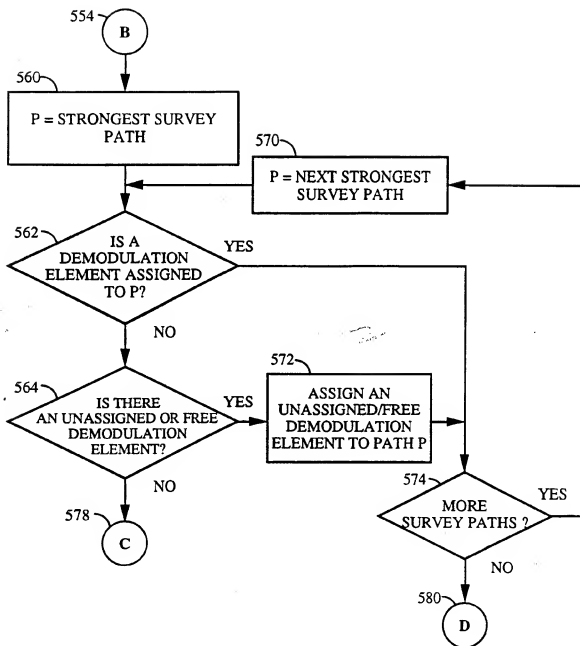 554
B
560
P = STRONGEST SURVEY
PATH
570
P = NEXT STRONGEST
SURVEY PATH
562
IS A
DEMODULATION
ELEMENT ASSIGNED
TO P?
YES
NO
564
IS THERE
AN UNASSIGNED OR FREE
DEMODULATION
ELEMENT?
YES
NO
572
ASSIGN AN
UNASSIGNED/FREE
DEMODULATION
ELEMENT TO PATH P
574
MORE
SURVEY PATHS ?
YES
NO
578
C
580
D